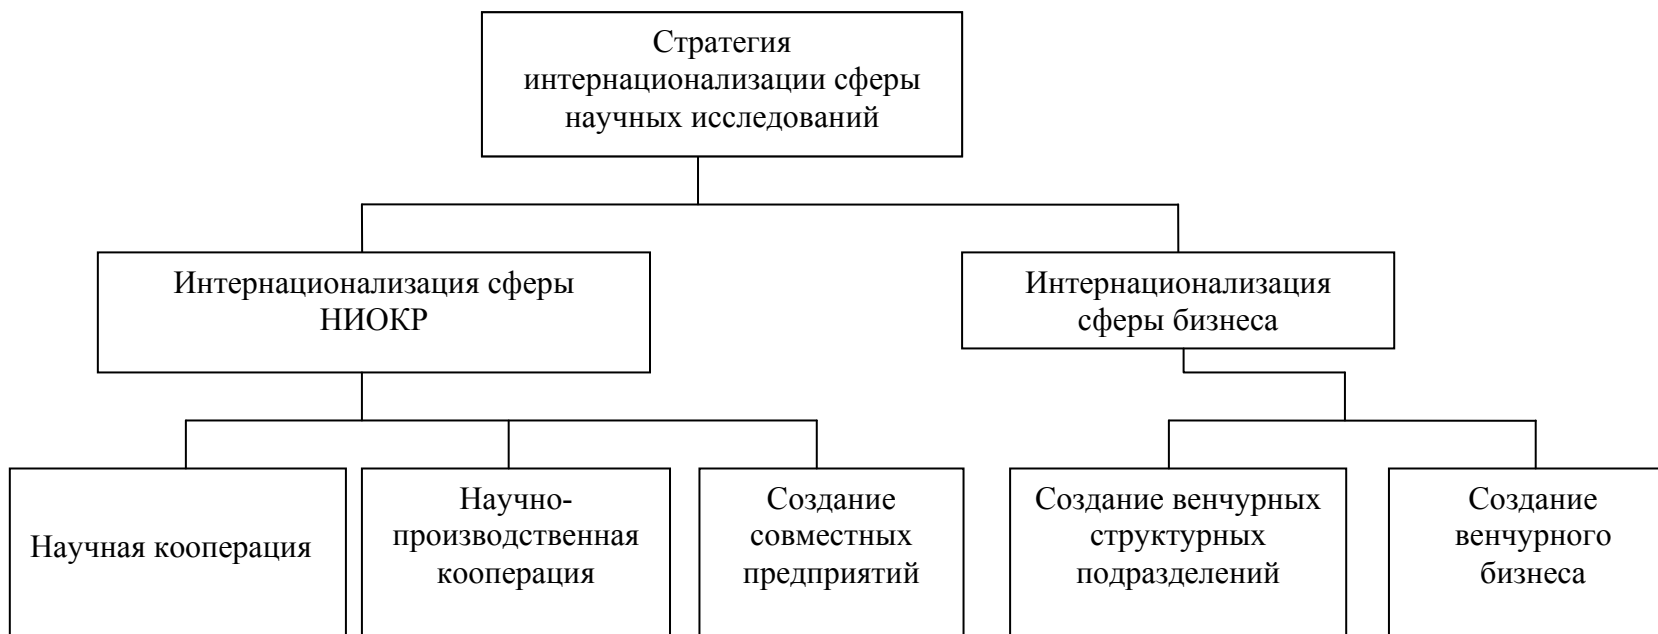 Стратегия
интернационализации сферы
научных исследований
Интернационализация сферы
НИОКР
Интернационализация
сферы бизнеса
Научная кооперация
Научно-
производственная
кооперация
Создание
совместных
предприятий
Создание венчурных
структурных
подразделений
Создание
венчурного
бизнеса